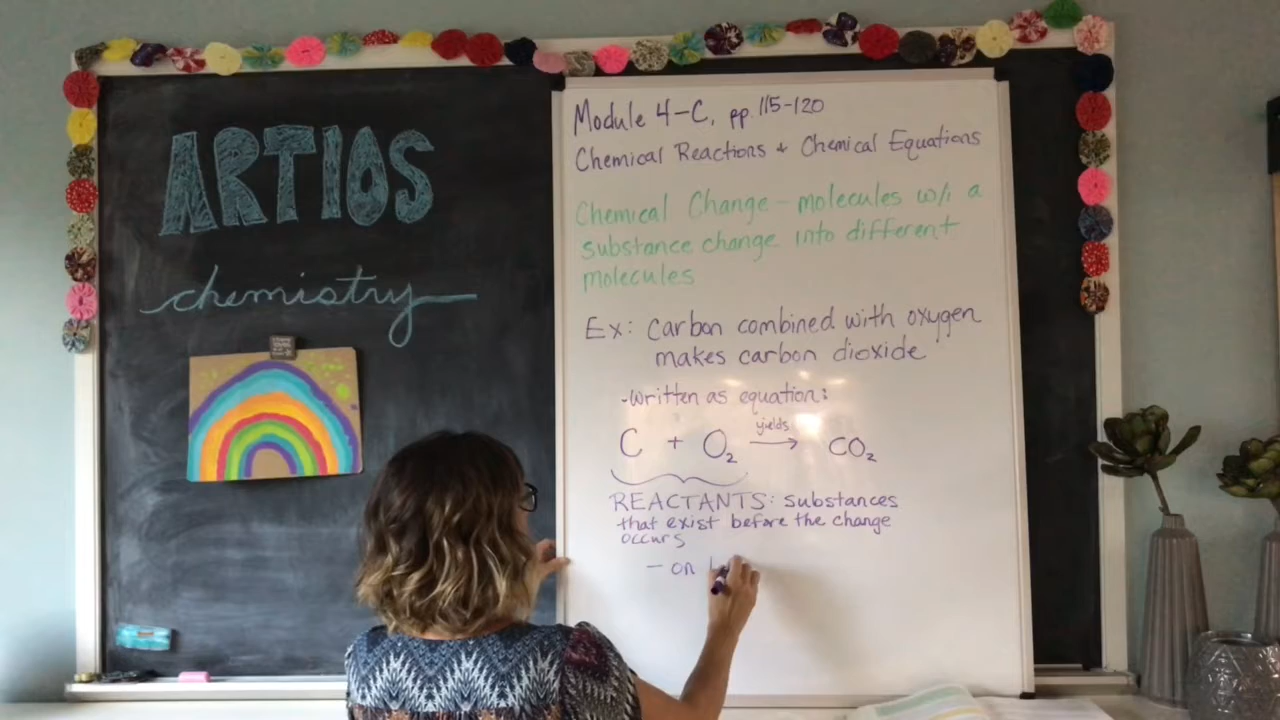 ARTIOS
chemistry
Module 4-C, pp. 115-120
Chemical Reactions + Chemical Equations
Chemical Change - molecules w/i a
substance change into different
molecules
Ex: carbon combined with oxygen
makes carbon dioxide
-written as equation:
yields
C + O₂ → CO₂
REACTANTS: substances
that exist before the change
occurs
- on